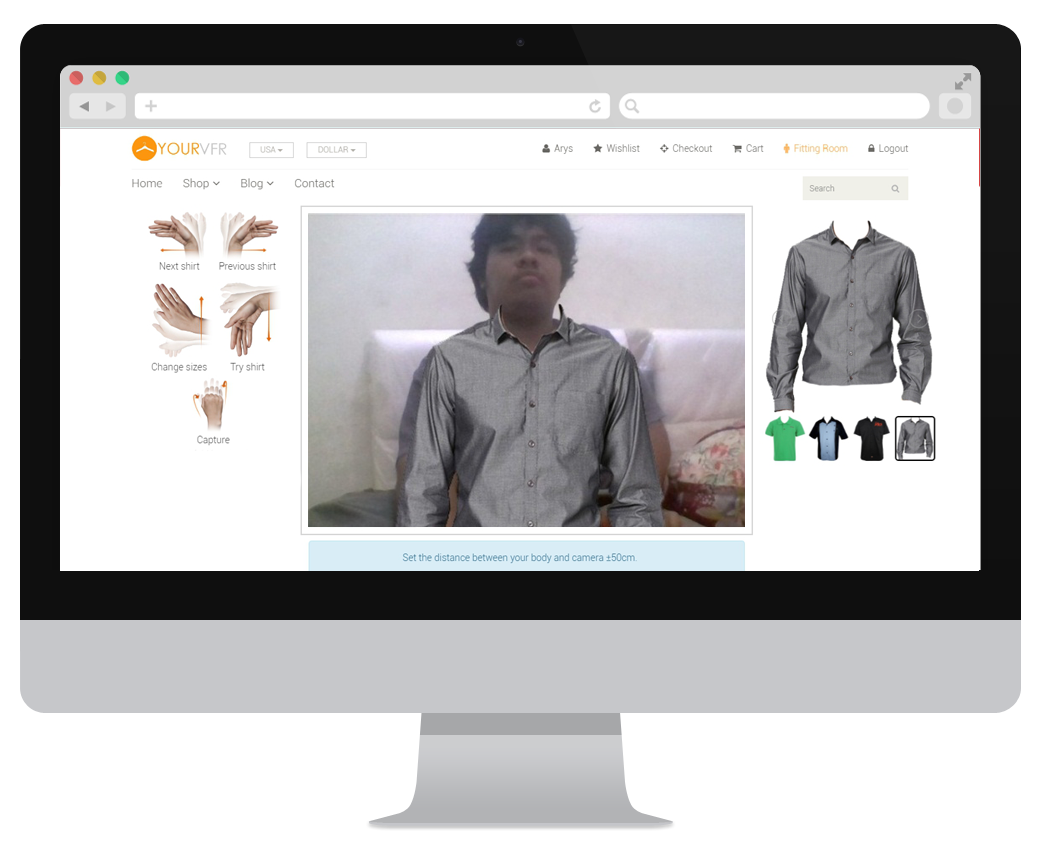 YOURVFR USA DOLLAR Arys Wishlist Checkout Cart Fitting Room Logout
Home Shop Blog Contact Search
Next shirt Previous shirt
Change sizes Try shirt
Capture
Set the distance between your body and camera ±50cm.